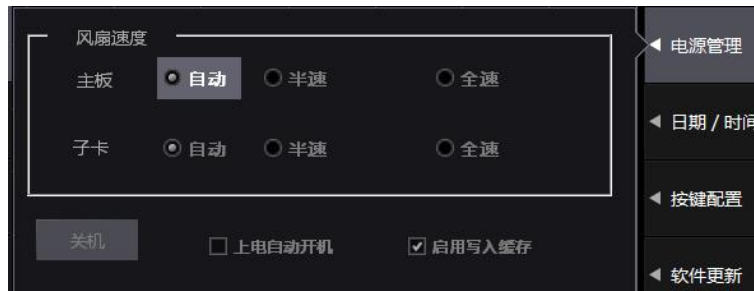 风扇速度
主板 自动 半速 全速
子卡 自动 半速 全速
关机 上电自动开机 启用写入缓存
电源管理
日期 / 时间
按键配置
软件更新